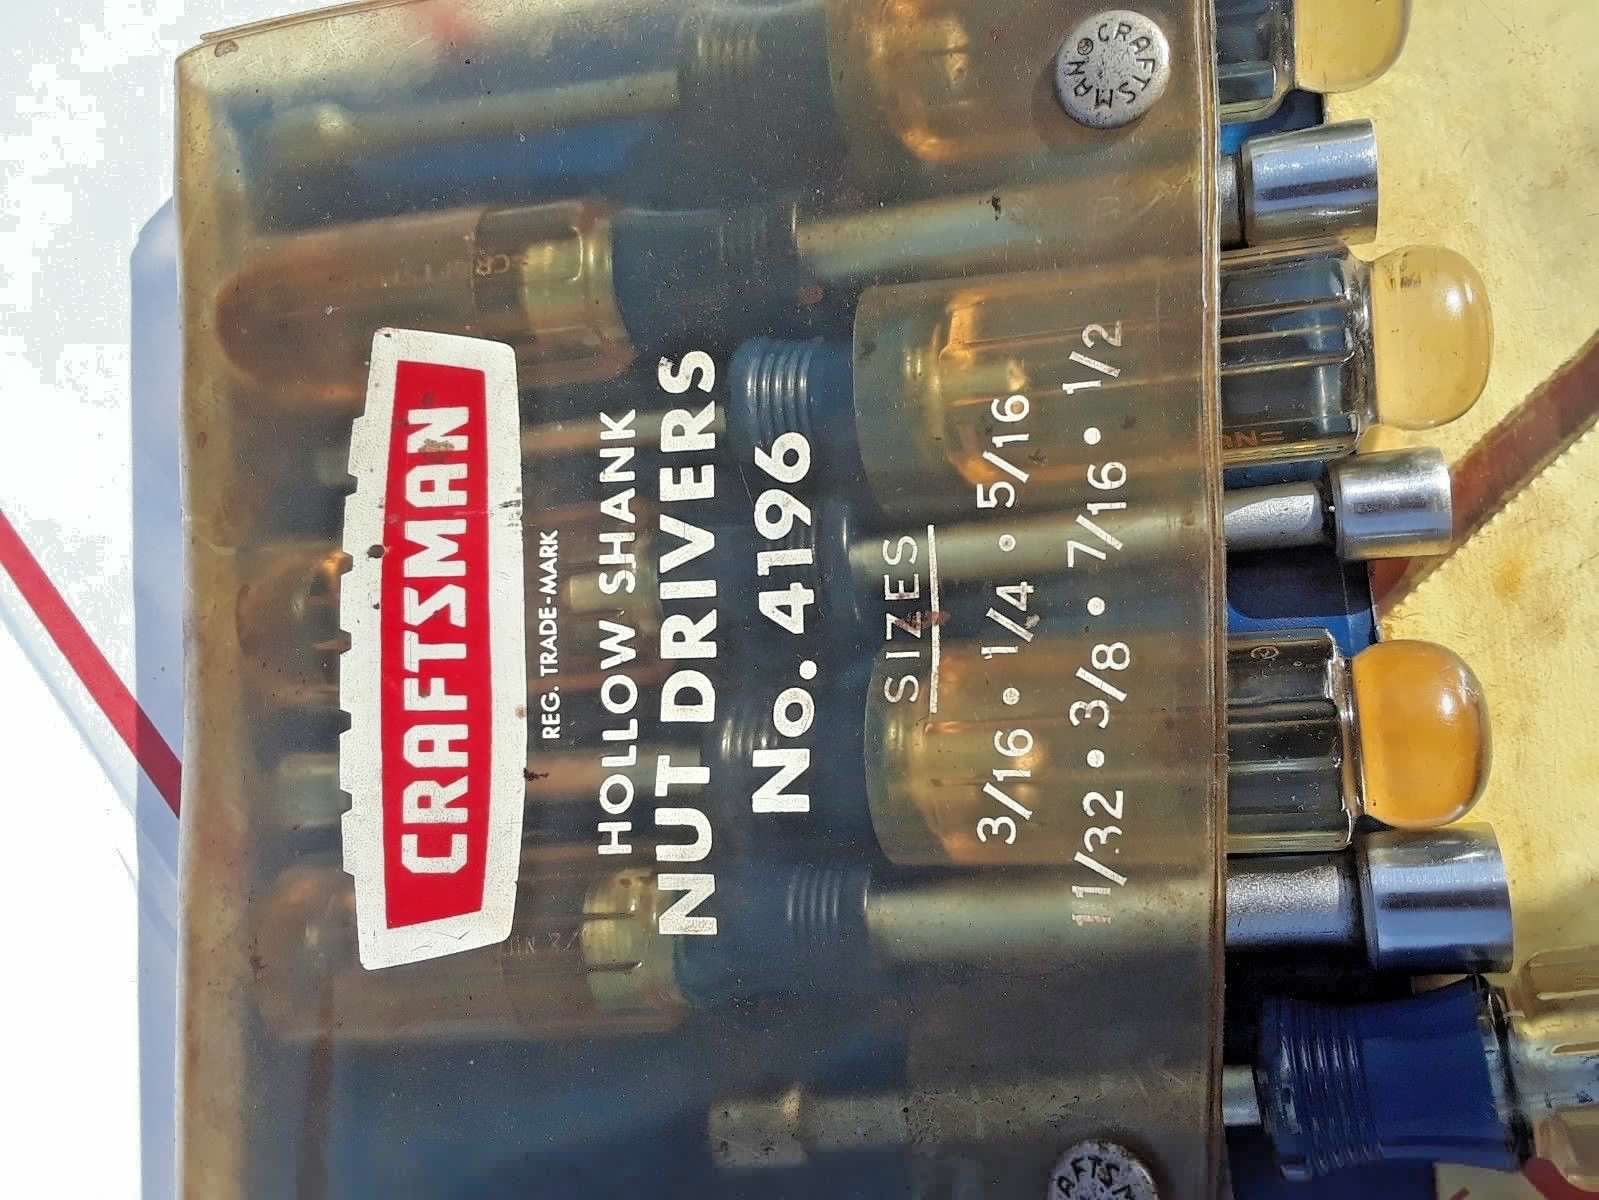 CRAFTSMAN
REG. TRADE-MARK
HOLLOW SHANK
NUT DRIVERS
No. 4196
SIZES
3/16 • 1/4 • 5/16
11/32 • 3/8 • 7/16 • 1/2
CRAFTSMAN